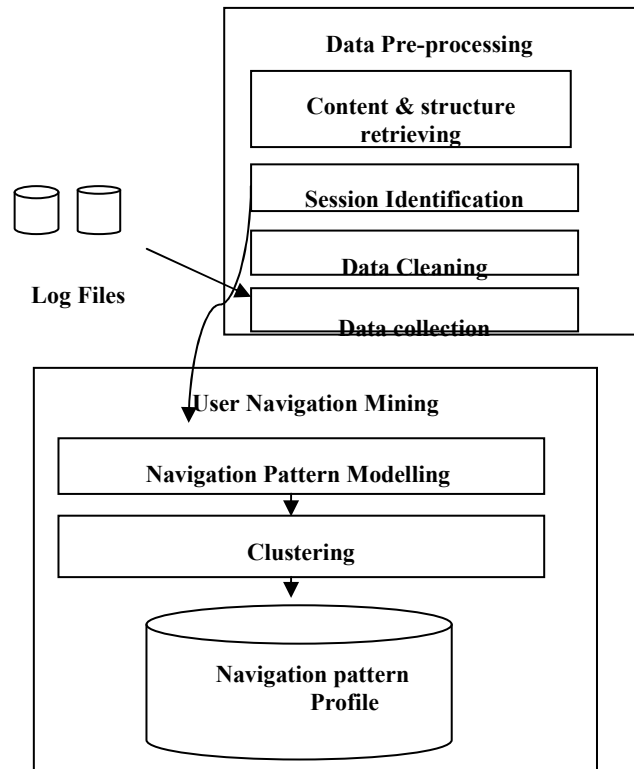 Data Pre-processing
Content & structure
retrieving
Session Identification
Data Cleaning
Log Files
Data collection
User Navigation Mining
Navigation Pattern Modelling
Clustering
Navigation pattern
Profile